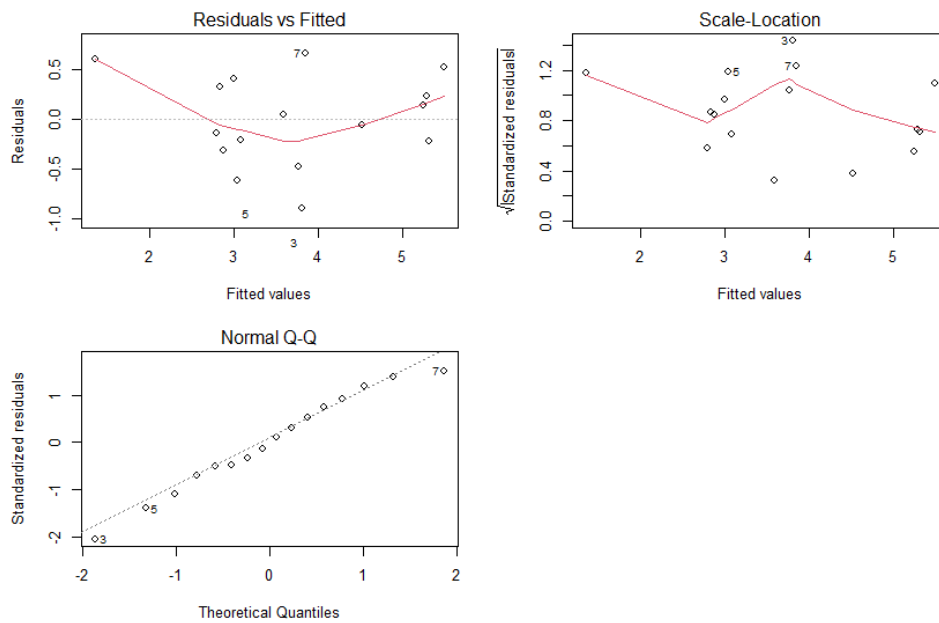 Residuals vs Fitted
Residuals
0.5
0.0
-0.5
-1.0
7
5
3
2 3 4 5
Fitted values
Scale-Location
√|Standardized residuals|
1.2
0.8
0.4
0.0
3
5
7
2 3 4 5
Fitted values
Normal Q-Q
Standardized residuals
1
0
-1
-2
7
5
3
-2 -1 0 1 2
Theoretical Quantiles